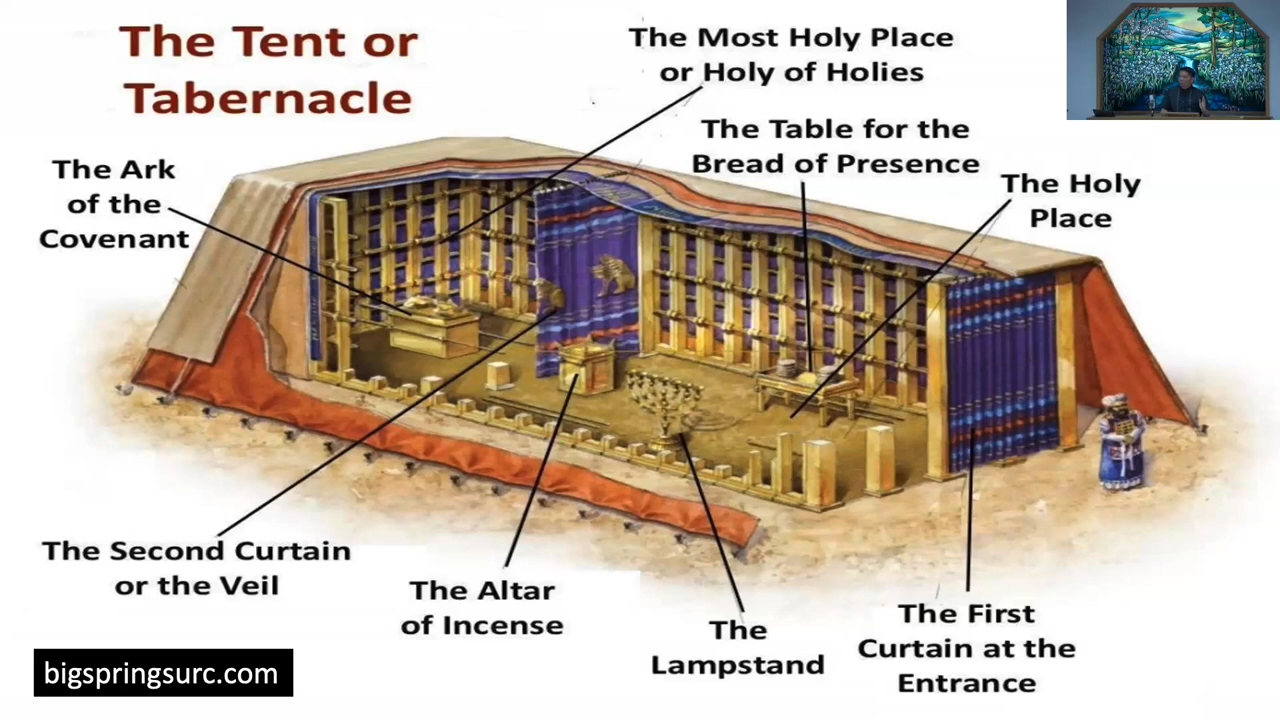 The Tent or
Tabernacle
The Most Holy Place
or Holy of Holies
The Table for the
Bread of Presence
The Ark
of the
Covenant
The Holy
Place
The Second Curtain
or the Veil
The Altar
of Incense
The
Lampstand
The First
Curtain at the
Entrance
bigspringsurc.com